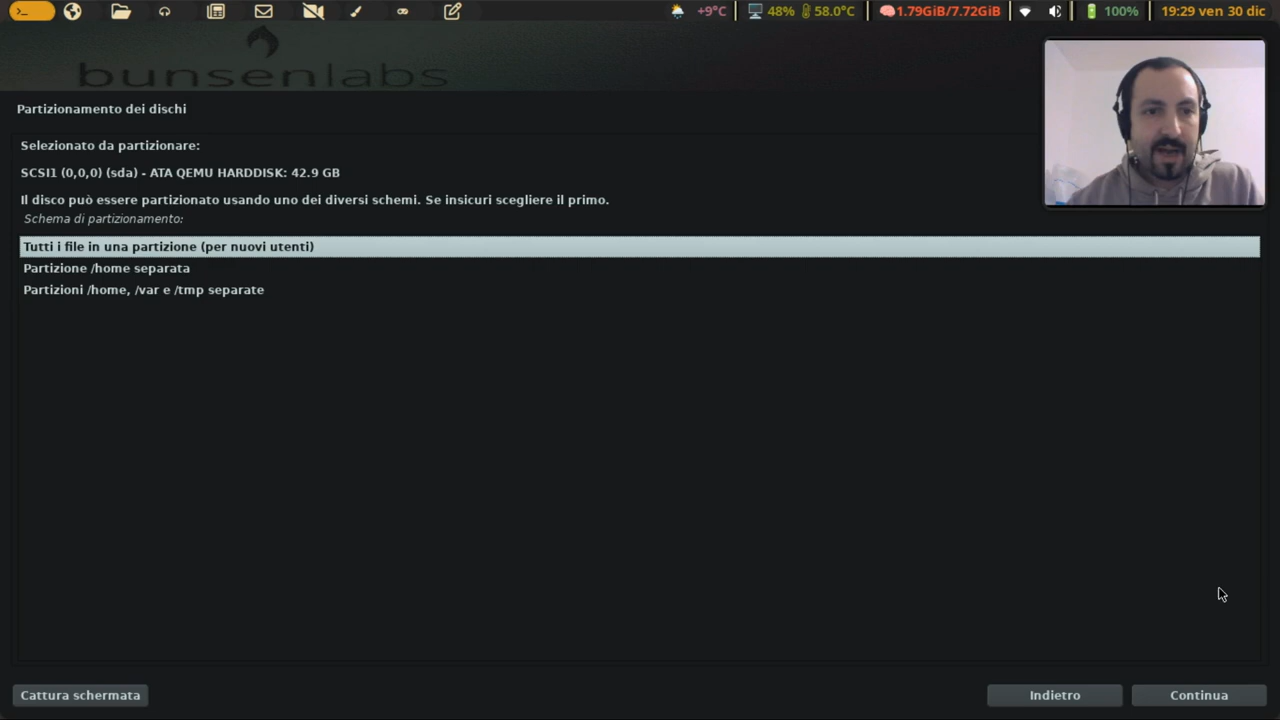 +9°C
48%
58.0°C
1.79GiB/7.72GiB
100%
19:29 ven 30 dic
bunsenlabs
Partizionamento dei dischi
Selezionato da partizionare:
SCSI1 (0,0,0) (sda) - ATA QEMU HARDDISK: 42.9 GB
Il disco può essere partizionato usando uno dei diversi schemi. Se insicuri scegliere il primo.
Schema di partizionamento:
Tutti i file in una partizione (per nuovi utenti)
Partizione /home separata
Partizioni /home, /var e /tmp separate
Cattura schermata
Indietro
Continua